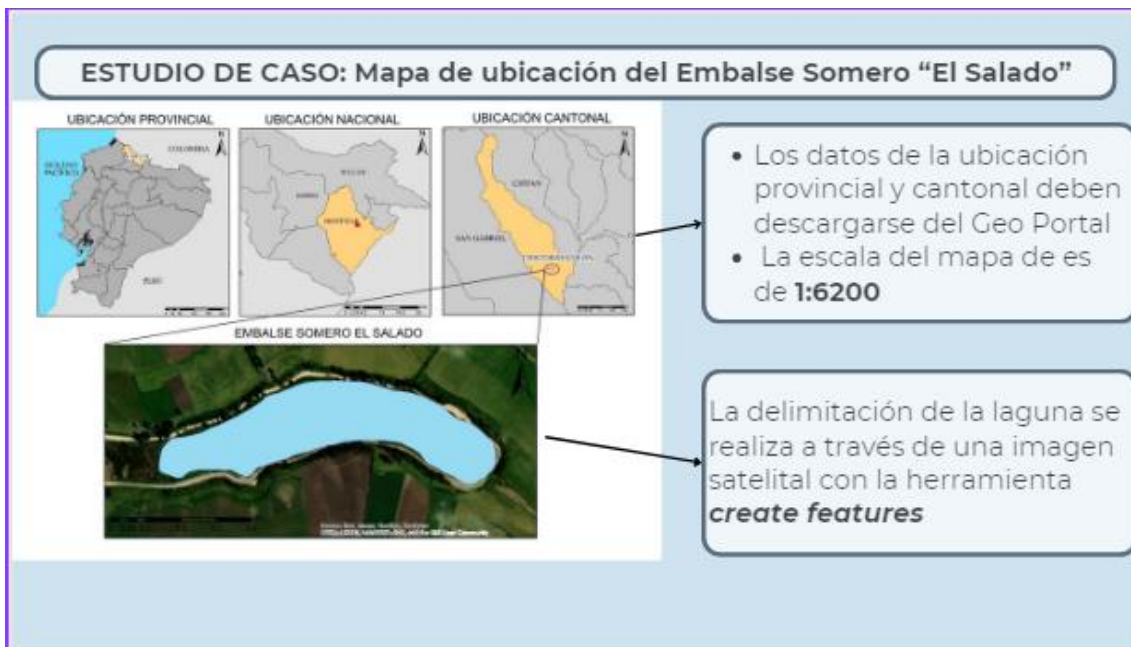 ESTUDIO DE CASO: Mapa de ubicación del Embalse Somero “El Salado”
UBICACIÓN PROVINCIAL
UBICACIÓN NACIONAL
UBICACIÓN CANTONAL
N
N
N
COLOMBIA
PERU
SAN GABRIEL
EMBALSE SOMERO EL SALADO
• Los datos de la ubicación
provincial y cantonal deben
descargarse del Geo Portal
• La escala del mapa de es
de 1:6200
La delimitación de la laguna se
realiza a través de una imagen
satelital con la herramienta
create features